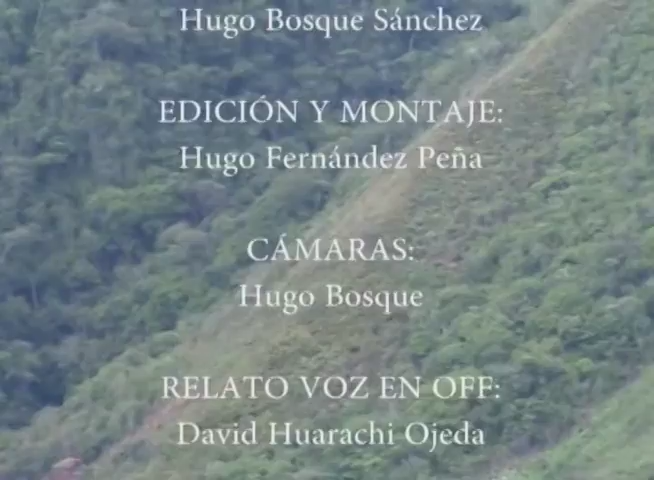 Hugo Bosque Sánchez
EDICIÓN Y MONTAJE:
Hugo Fernández Peña
CÁMARAS:
Hugo Bosque
RELATO VOZ EN OFF:
David Huarachi Ojeda